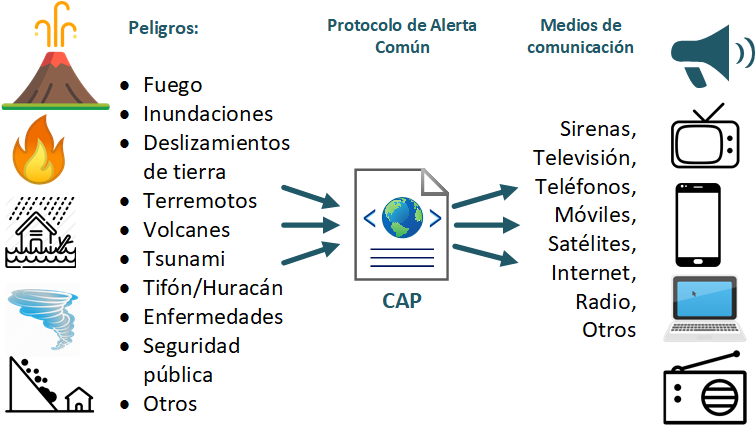 Peligros:
• Fuego
• Inundaciones
• Deslizamientos
de tierra
• Terremotos
• Volcanes
• Tsunami
• Tifón/Huracán
• Enfermedades
• Seguridad
pública
• Otros
Protocolo de Alerta
Común
< >
CAP
Medios de
comunicación
Sirenas,
Televisión,
Teléfonos,
Móviles,
Satélites,
Internet,
Radio,
Otros